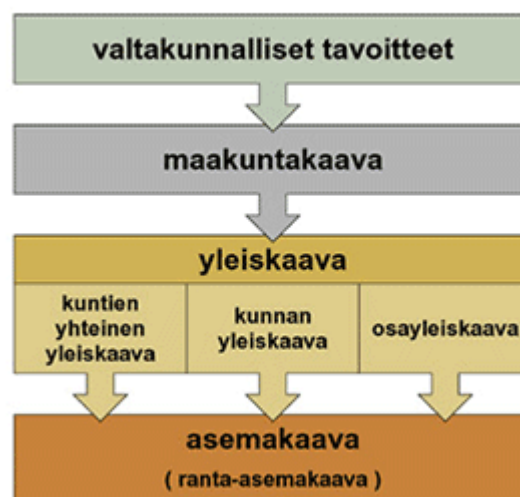 valtakunnalliset tavoitteet
maakuntakaava
yleiskaava
kuntien
yhteinen
yleiskaava
kunnan
yleiskaava
osayleiskaava
asemakaava
( ranta-asemakaava )